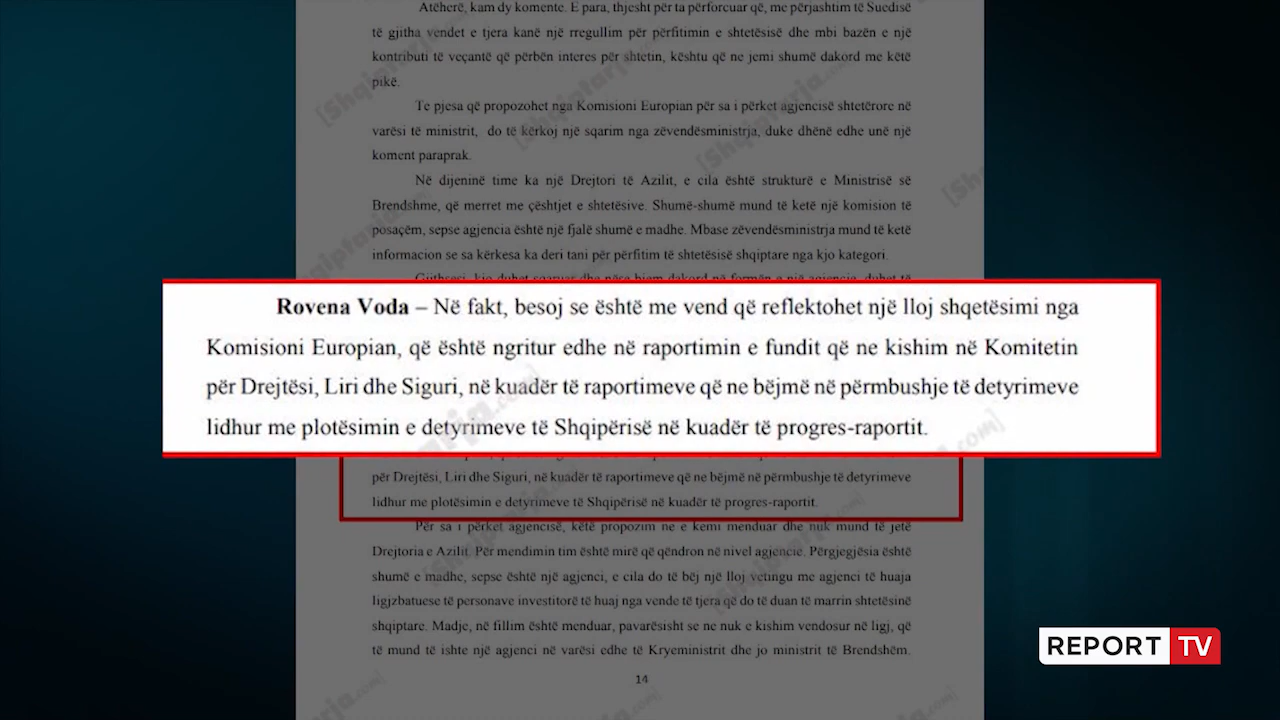 Atëherë, kam dy komente. E para, thjesht për ta përforcuar që, me përjashtim të Suedisë
të gjitha vendet e tjera kanë një rregullim për përfitimin e shtetësisë dhe mbi bazën e një
kontributi të veçantë që përbën interes për shtetin, kështu që ne jemi shumë dakord me këtë
pikë.
Te pjesa që propozohet nga Komisioni Europian për sa i përket agjencisë shtetërore në
varësi të ministrit, do të kërkoj një sqarim nga zëvendësministrja, duke dhënë edhe unë një
koment paraprak.
Në dijeninë time ka një Drejtori të Azilit, e cila është strukturë e Ministrisë së
Brendshme, që merret me çështjet e shtetësive. Shumë-shumë mund të ketë një komision të
posaçëm, sepse agjencia është një fjalë shumë e madhe. Mbase zëvendësministrja mund të ketë
informacion se sa kërkesa ka deri tani për përfitim të shtetësisë shqiptare nga kjo kategori.
Rovena Voda – Në fakt, besoj se është me vend që reflektohet një lloj shqetësimi nga
Komisioni Europian, që është ngritur edhe në raportimin e fundit që ne kishim në Komitetin
për Drejtësi, Liri dhe Siguri, në kuadër të raportimeve që ne bëjmë në përmbushje të detyrimeve
lidhur me plotësimin e detyrimeve të Shqipërisë në kuadër të progres-raportit.
për Drejtësi, Liri dhe Siguri, në kuadër të raportimeve që ne bëjmë në përmbushje të detyrimeve
lidhur me plotësimin e detyrimeve të Shqipërisë në kuadër të progres-raportit.
Për sa i përket agjencisë, këtë propozim ne e kemi menduar dhe nuk mund të jetë
Drejtoria e Azilit. Për mendimin tim është mirë që qëndron në nivel agjencie. Përgjegjësia është
shumë e madhe, sepse është një agjenci, e cila do të bëj një lloj retingu me agjenci të huaja
ligjzbatuese të personave investitorë të huaj nga vende të tjera që do të duan të marrin shtetësinë
shqiptare. Madje, në fillim është menduar, pavarësisht se ne nuk e kishim vendosur në ligj, që
të mund të ishte një agjenci në varësi edhe të Kryeministrit dhe jo ministrit të Brendshëm.
14
REPORT TV